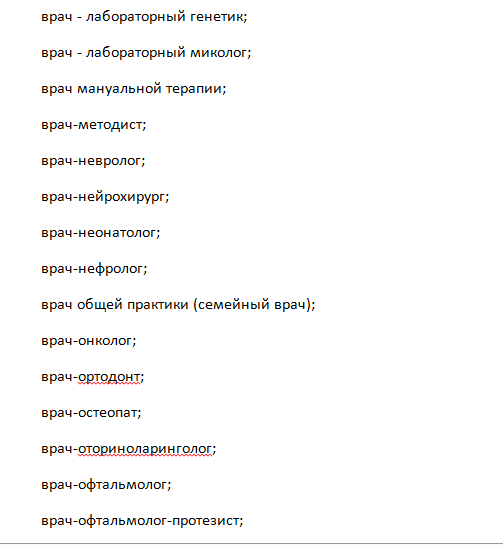 врач - лабораторный генетик;
врач - лабораторный миколог;
врач мануальной терапии;
врач-методист;
врач-невролог;
врач-нейрохирург;
врач-неонатолог;
врач-нефролог;
врач общей практики (семейный врач);
врач-онколог;
врач-ортодонт;
врач-остеопат;
врач-оториноларинголог;
врач-офтальмолог;
врач-офтальмолог-протезист;